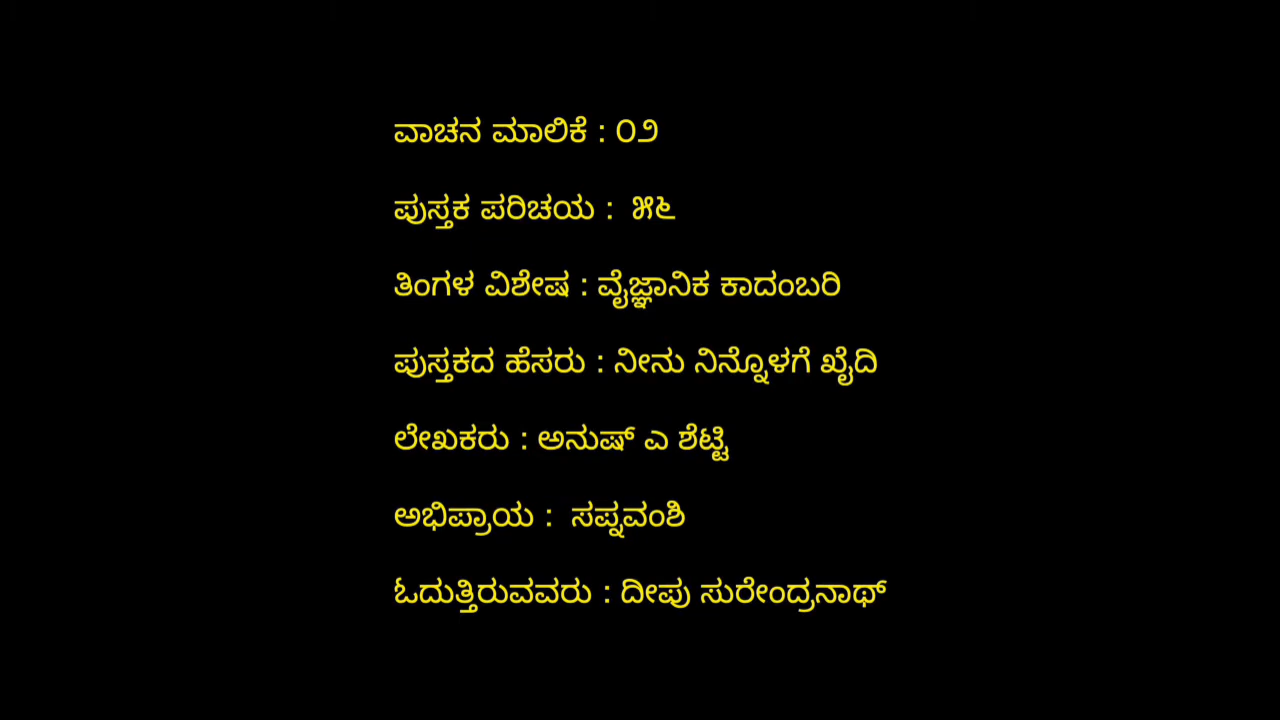 ವಾಚನ ಮಾಲಿಕೆ : ೦೨
ಪುಸ್ತಕ ಪರಿಚಯ : ೫೬
ತಿಂಗಳ ವಿಶೇಷ : ವೈಜ್ಞಾನಿಕ ಕಾದಂಬರಿ
ಪುಸ್ತಕದ ಹೆಸರು : ನೀನು ನಿನ್ನೊಳಗೆ ಖೈದಿ
ಲೇಖಕರು : ಅನುಷ್ ಎ ಶೆಟ್ಟಿ
ಅಭಿಪ್ರಾಯ : ಸಪ್ನವಂಶಿ
ಓದುತ್ತಿರುವವರು : ದೀಪು ಸುರೇಂದ್ರನಾಥ್